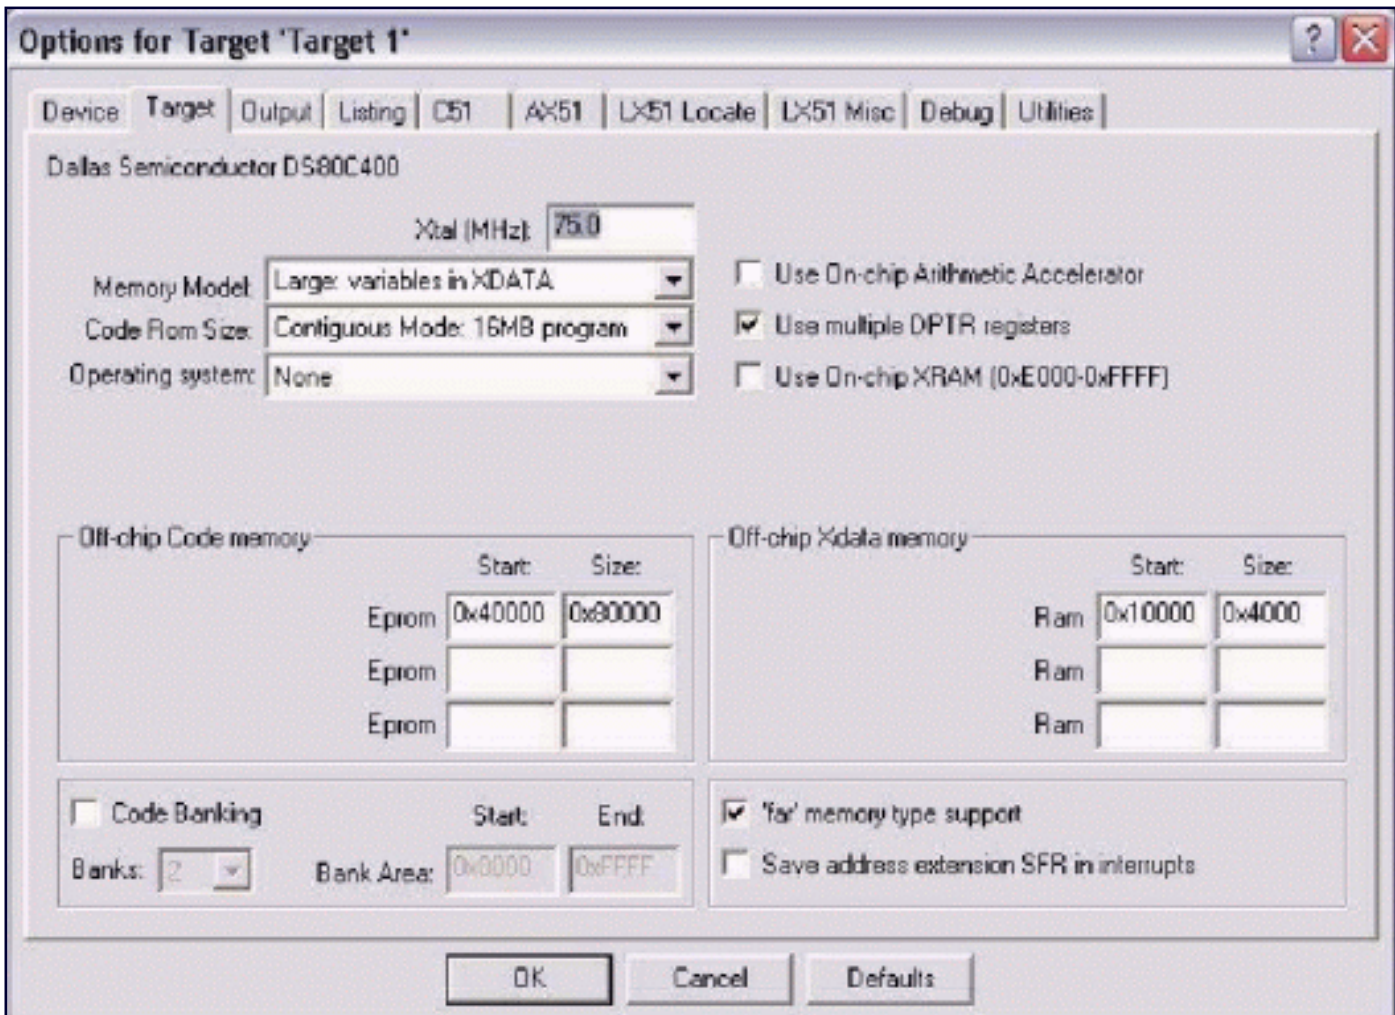 Options for Target 'Target 1'
Device Target Output Listing C51 AX51 LX51 Locate LX51 Misc Debug Utilities
Dallas Semiconductor DS80C400
Xtal (MHz): 75.0
Memory Model: Large: variables in XDATA
Use On-chip Arithmetic Accelerator
Code Rom Size: Contiguous Mode: 16MB program
Use multiple DPTR registers
Operating system: None
Use On-chip XRAM (0xE000-0xFFFF)
Off-chip Code memory
Start: Size:
Eprom 0x40000 0x80000
Eprom
Eprom
Off-chip Xdata memory
Start: Size:
Ram 0x10000 0x4000
Ram
Ram
Code Banking Start: End:
Banks: 2 Bank Area: 0x0000 0xFFFF
'far' memory type support
Save address extension SFR in interrupts
OK Cancel Defaults